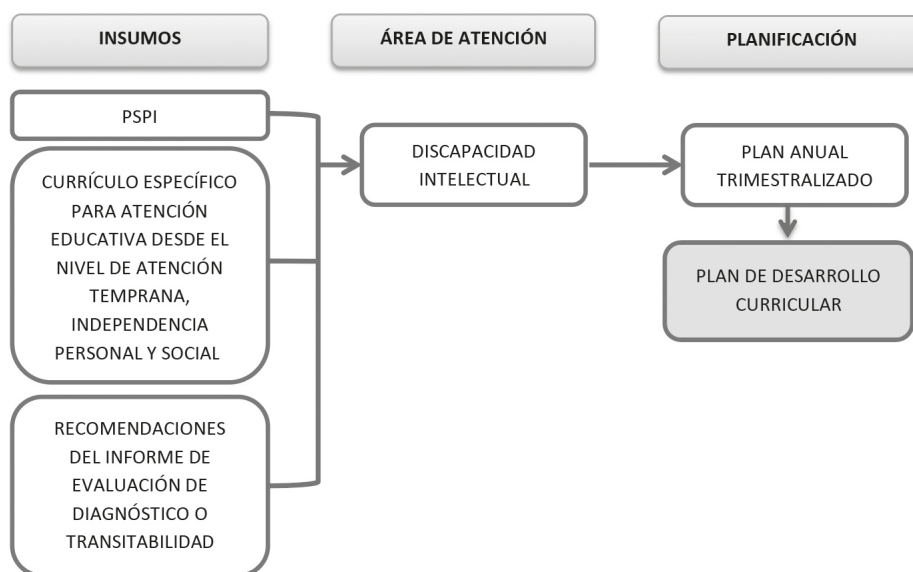 INSUMOS
ÁREA DE ATENCIÓN
PLANIFICACIÓN
PSPI
CURRÍCULO ESPECÍFICO
PARA ATENCIÓN
EDUCATIVA DESDE EL
NIVEL DE ATENCIÓN
TEMPRANA,
INDEPENDENCIA
PERSONAL Y SOCIAL
RECOMENDACIONES
DEL INFORME DE
EVALUACIÓN DE
DIAGNÓSTICO O
TRANSITABILIDAD
DISCAPACIDAD
INTELECTUAL
PLAN ANUAL
TRIMESTRALIZADO
PLAN DE DESARROLLO
CURRICULAR